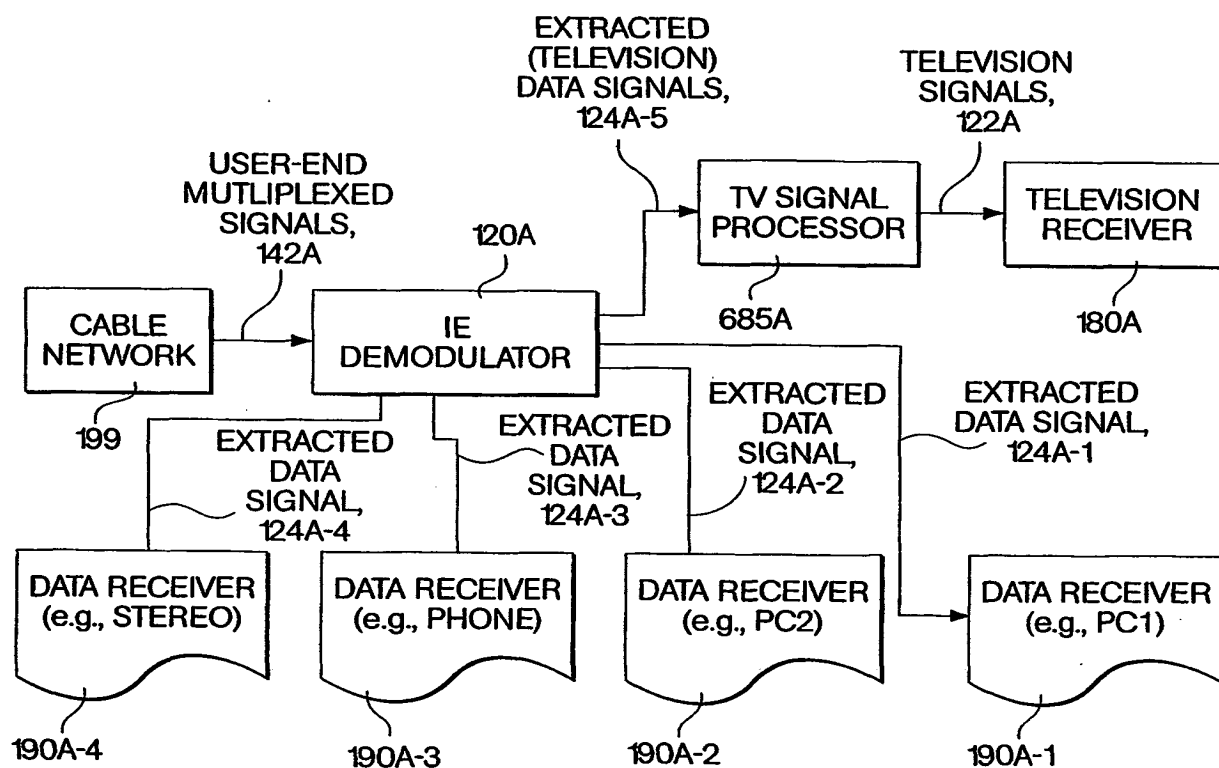 EXTRACTED
(TELEVISION)
DATA SIGNALS,
124A-5
TELEVISION
SIGNALS,
122A
USER-END
MUTLIPLEXED
SIGNALS,
142A
120A
TV SIGNAL
PROCESSOR
TELEVISION
RECEIVER
685A
180A
CABLE
NETWORK
IE
DEMODULATOR
199
EXTRACTED
DATA
SIGNAL,
124A-4
EXTRACTED
DATA
SIGNAL,
124A-3
EXTRACTED
DATA
SIGNAL,
124A-2
EXTRACTED
DATA SIGNAL,
124A-1
DATA RECEIVER
(e.g., STEREO)
DATA RECEIVER
(e.g., PHONE)
DATA RECEIVER
(e.g., PC2)
DATA RECEIVER
(e.g., PC1)
190A-4
190A-3
190A-2
190A-1